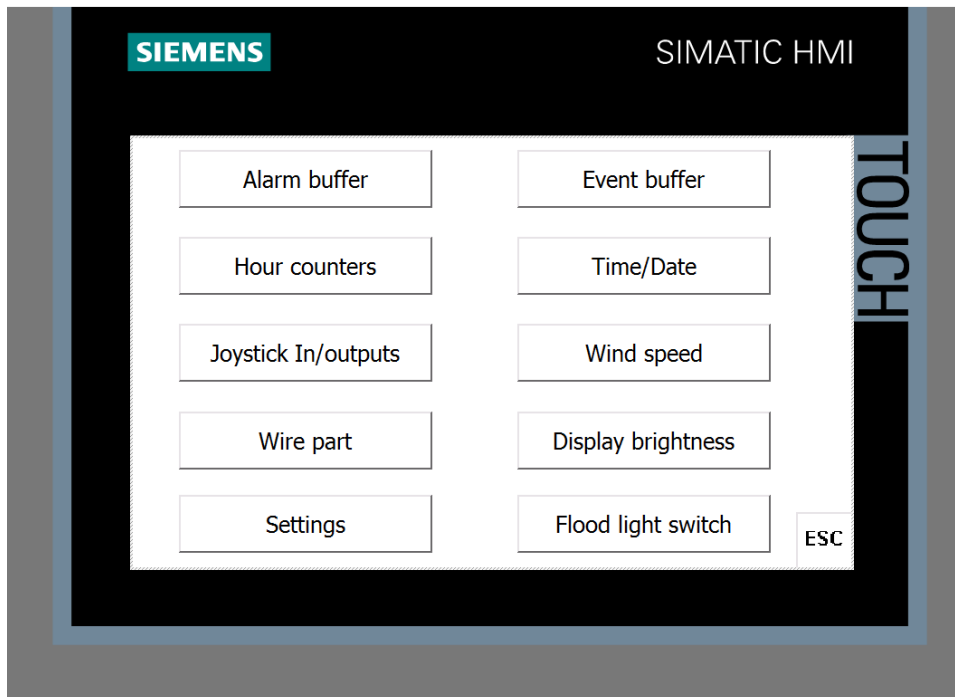 SIEMENS
SIMATIC HMI
TOUCH
Alarm buffer
Event buffer
Hour counters
Time/Date
Joystick In/outputs
Wind speed
Wire part
Display brightness
Settings
Flood light switch
ESC